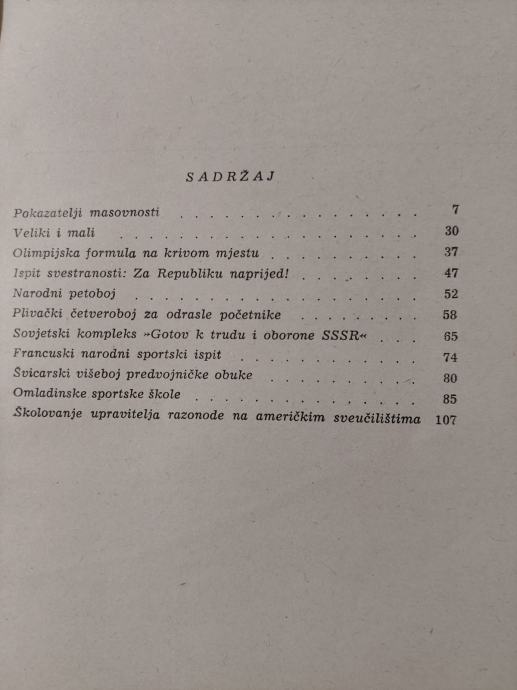 SADRŽAJ
Pokazatelji masovnosti . . . . . . . . . . . . . 7
Veliki i mali . . . . . . . . . . . . . . . . 30
Olimpijska formula na krivom mjestu . . . . . . . . 37
Ispit svestranosti: Za Republiku naprijed! . . . . . . 47
Narodni petoboj . . . . . . . . . . . . . . . 52
Plivački četveroboj za odrasle početnike . . . . . . . 58
Sovjetski kompleks »Gotov k trudu i oborone SSSR« . . . 65
Francuski narodni sportski ispit . . . . . . . . . 74
Švicarski višeboj predvojničke obuke . . . . . . . . 80
Omladinske sportske škole . . . . . . . . . . . . 85
Školovanje upravitelja razonode na američkim sveučilištima 107